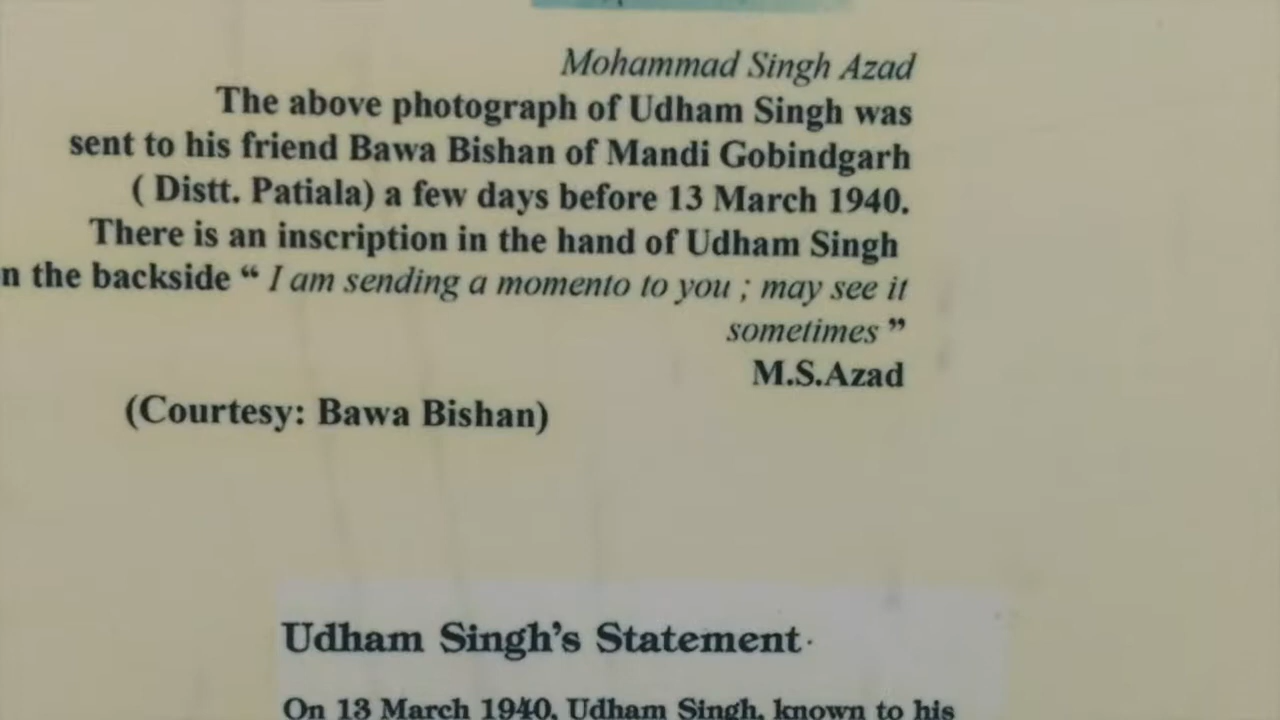 Mohammad Singh Azad
The above photograph of Udham Singh was
sent to his friend Bawa Bishan of Mandi Gobindgarh
( Distt. Patiala) a few days before 13 March 1940.
There is an inscription in the hand of Udham Singh
n the backside “ I am sending a momento to you ; may see it
sometimes ”
M.S.Azad
(Courtesy: Bawa Bishan)
Udham Singh's Statement
On 13 March 1940, Udham Singh, known to his